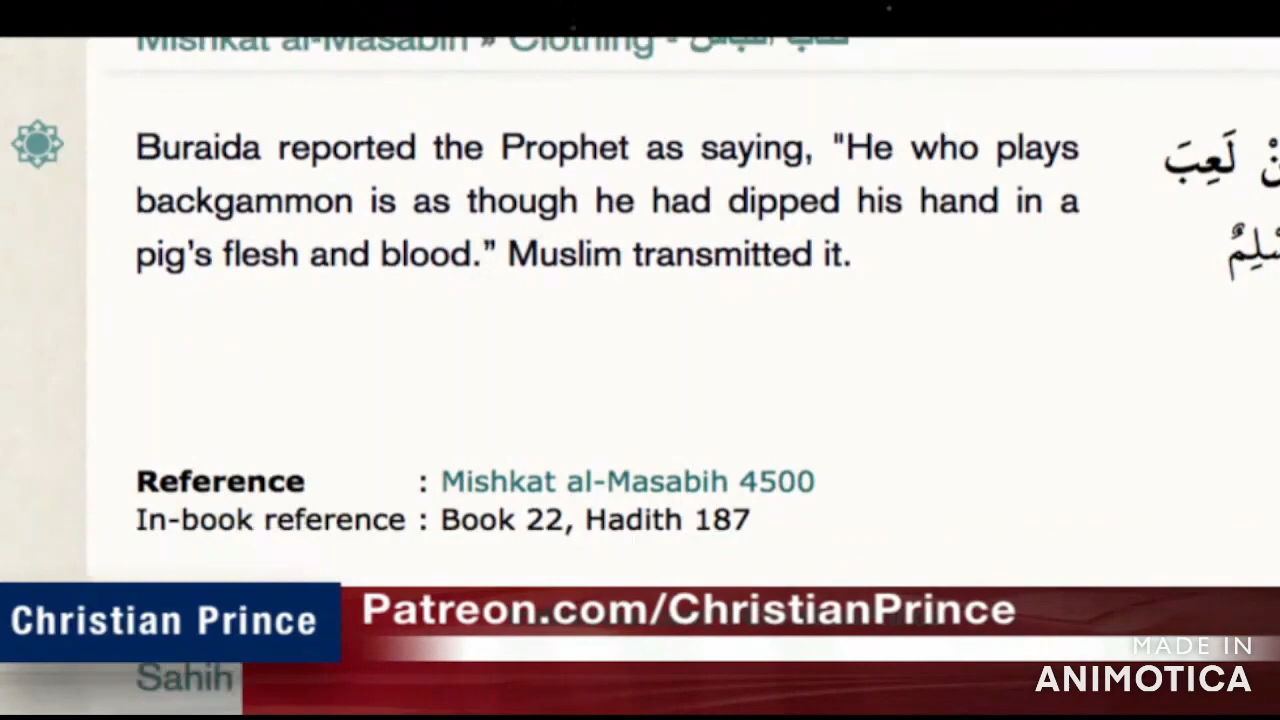 Mishkat al-Masabih » Clothing - كتاب اللباس
Buraida reported the Prophet as saying, "He who plays
backgammon is as though he had dipped his hand in a
pig's flesh and blood.” Muslim transmitted it.
لَعِبَ
Reference : Mishkat al-Masabih 4500
In-book reference : Book 22, Hadith 187
Christian Prince
Patreon.com/ChristianPrince
Sahih
MADE IN
ANIMOTICA